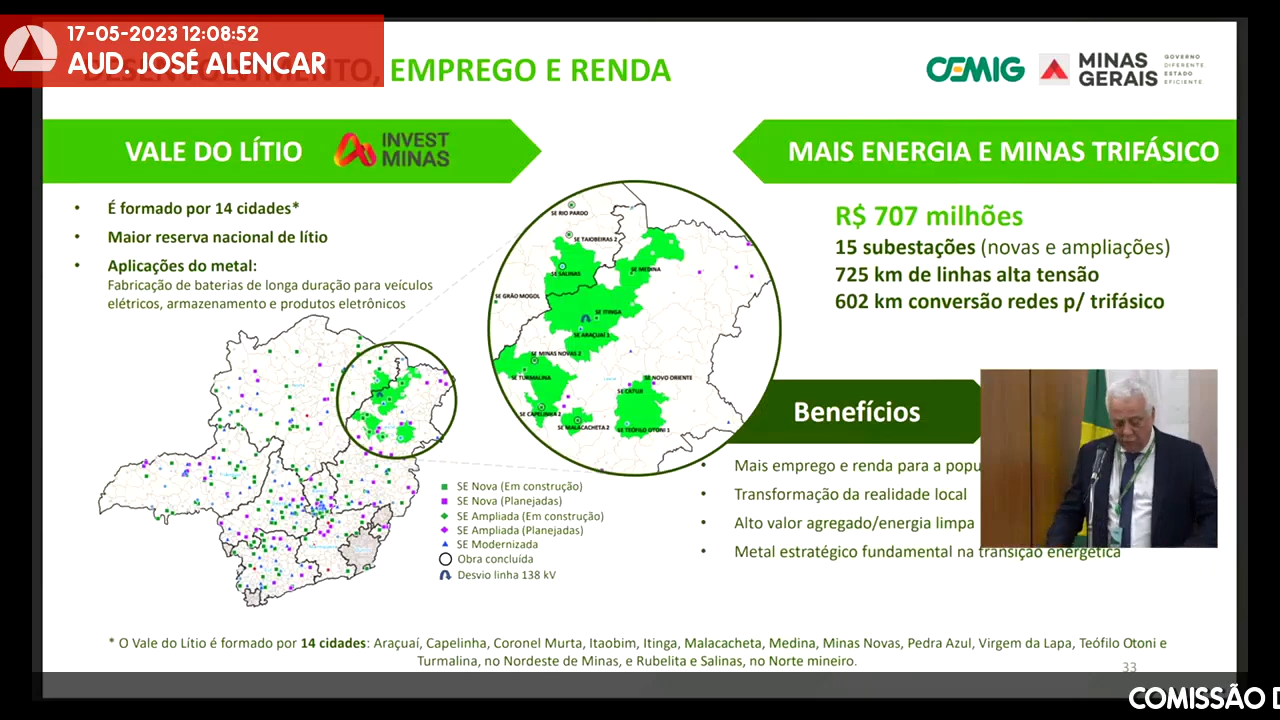 17-05-2023 12:08:52
AUD. JOSÉ ALENCAR
EMPREGO E RENDA
CEMIG
MINAS GERAIS
GOVERNO
DIFERENTE
ESTADO
EFICIENTE
VALE DO LÍTIO
INVEST MINAS
MAIS ENERGIA E MINAS TRIFÁSICO
• É formado por 14 cidades*
• Maior reserva nacional de lítio
• Aplicações do metal:
Fabricação de baterias de longa duração para veículos
elétricos, armazenamento e produtos eletrônicos
SE RIO PARDO
SE TAIOBEIRAS 2
SE SALINAS
SE MEDINA
SE GRÃO MOGOL
SE ITINGA
SE ARAÇUAÍ 1
SE MINAS NOVAS 2
SE TURMALINA
SE NOVO ORIENTE
SE CATUJI
SE CAPELINHA 2
SE MALACACHETA 2
SE TEÓFILO OTONI 1
R$ 707 milhões
15 subestações (novas e ampliações)
725 km de linhas alta tensão
602 km conversão redes p/ trifásico
Benefícios
• Mais emprego e renda para a popu
• Transformação da realidade local
• Alto valor agregado/energia limpa
• Metal estratégico fundamental na transição energética
SE Nova (Em construção)
SE Nova (Planejadas)
SE Ampliada (Em construção)
SE Ampliada (Planejadas)
SE Modernizada
Obra concluída
Desvio linha 138 kV
* O Vale do Lítio é formado por 14 cidades: Araçuaí, Capelinha, Coronel Murta, Itaobim, Itinga, Malacacheta, Medina, Minas Novas, Pedra Azul, Virgem da Lapa, Teófilo Otoni e
Turmalina, no Nordeste de Minas, e Rubelita e Salinas, no Norte mineiro.
33
COMISSÃO D